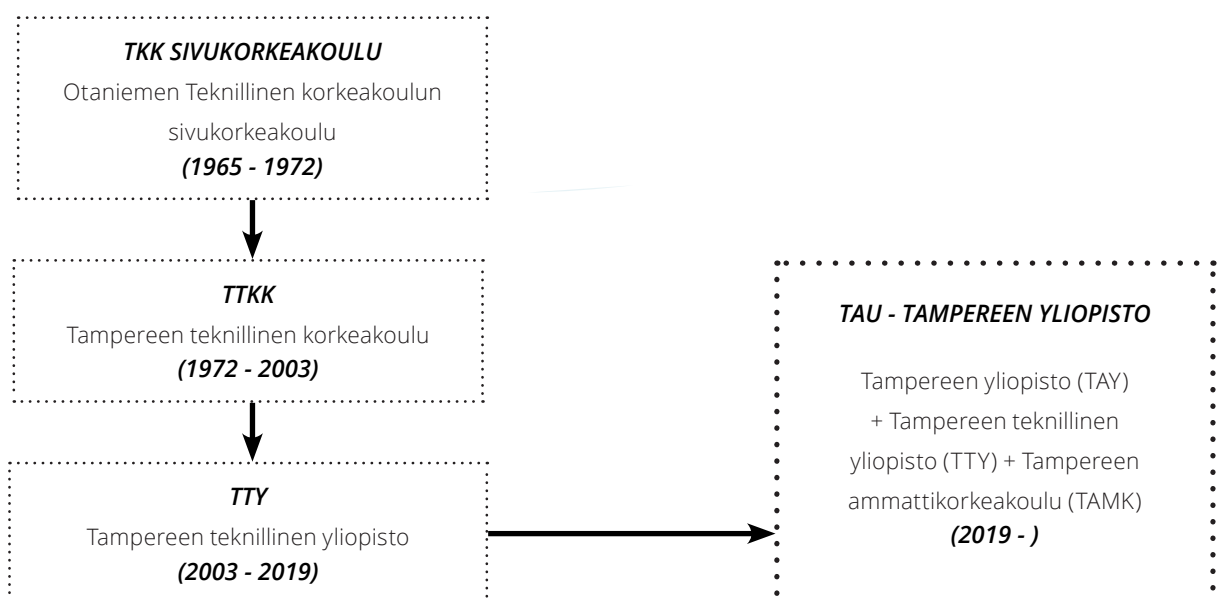 TKK SIVUKORKEAKOULU
Otaniemen Teknillinen korkeakoulun
sivukorkeakoulu
(1965 - 1972)
TTKK
Tampereen teknillinen korkeakoulu
(1972 - 2003)
TTY
Tampereen teknillinen yliopisto
(2003 - 2019)
TAU - TAMPEREEN YLIOPISTO
Tampereen yliopisto (TAY)
+ Tampereen teknillinen
yliopisto (TTY) + Tampereen
ammattikorkeakoulu (TAMK)
(2019 - )